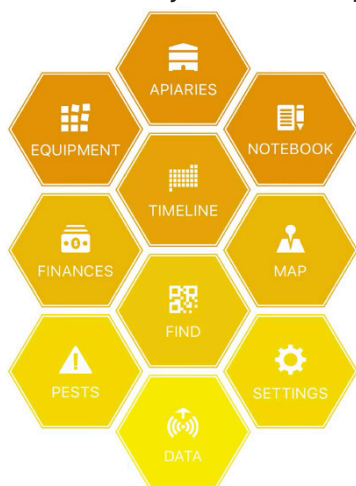 APIARIES
EQUIPMENT
NOTEBOOK
TIMELINE
FINANCES
MAP
FIND
PESTS
SETTINGS
DATA